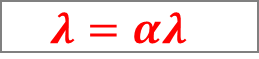 λ = αλ